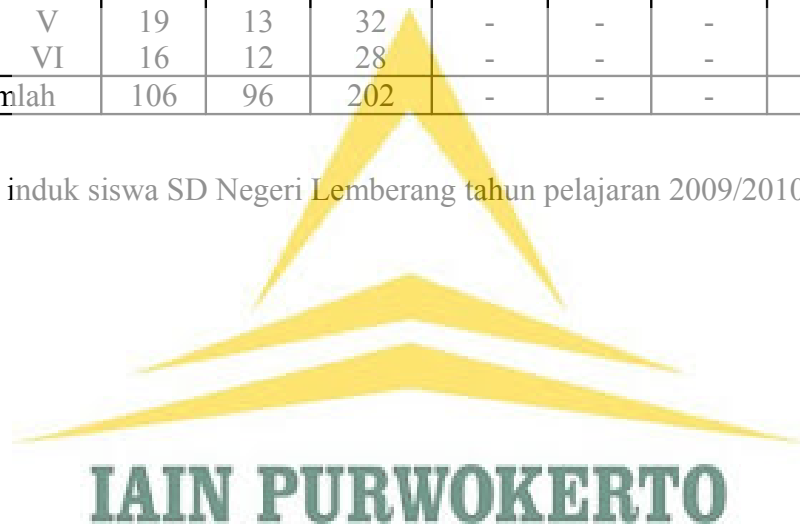 V 19 13 32 - - -
VI 16 12 28 - - -
mlah 106 96 202 - - -
induk siswa SD Negeri Lemberang tahun pelajaran 2009/2010
IAIN PURWOKERTO